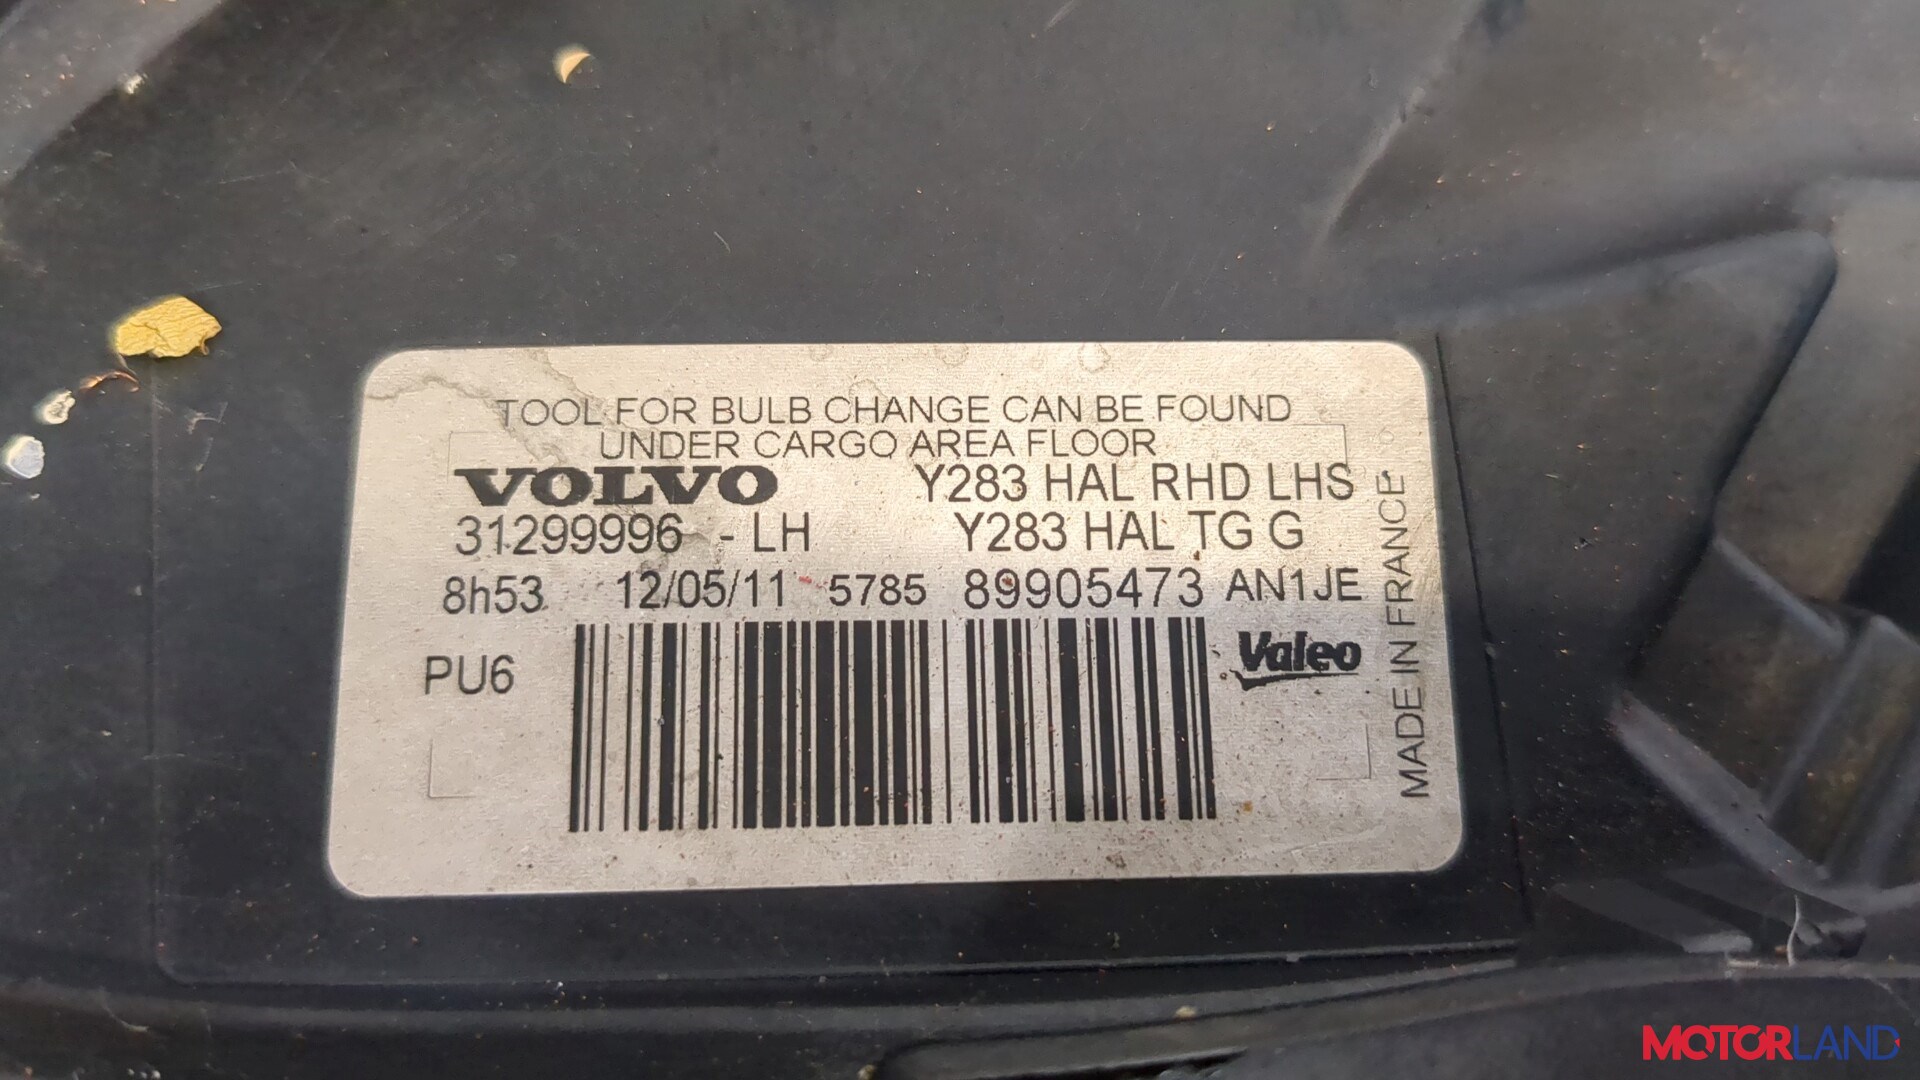 TOOL FOR BULB CHANGE CAN BE FOUND
UNDER CARGO AREA FLOOR
VOLVO Y283 HAL RHD LHS
31299996 - LH Y283 HAL TG G
8h53 12/05/11 5785 89905473 AN1JE
PU6 Valeo
MADE IN FRANCE
MOTORLAND